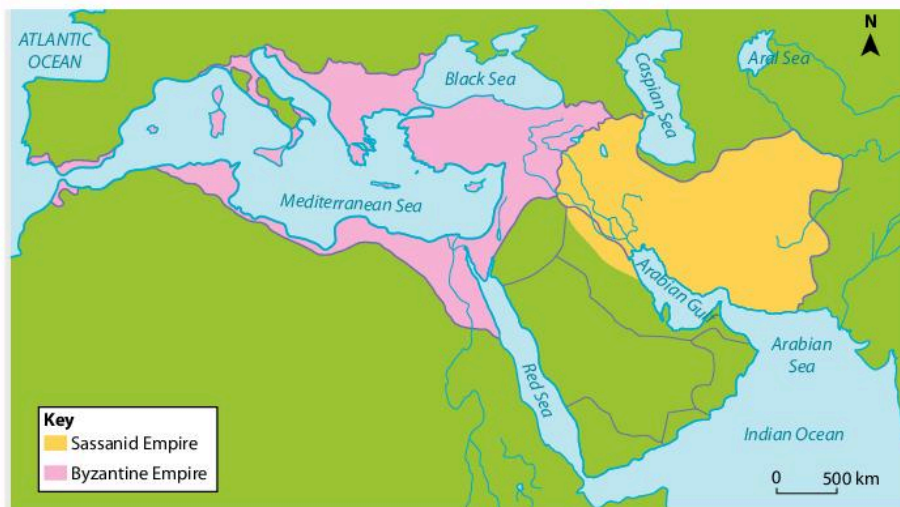 ATLANTIC
OCEAN
Black Sea
Caspian Sea
Aral Sea
N
Mediterranean Sea
Arabian Gulf
Red Sea
Arabian
Sea
Indian Ocean
Key
Sassanid Empire
Byzantine Empire
0 500 km